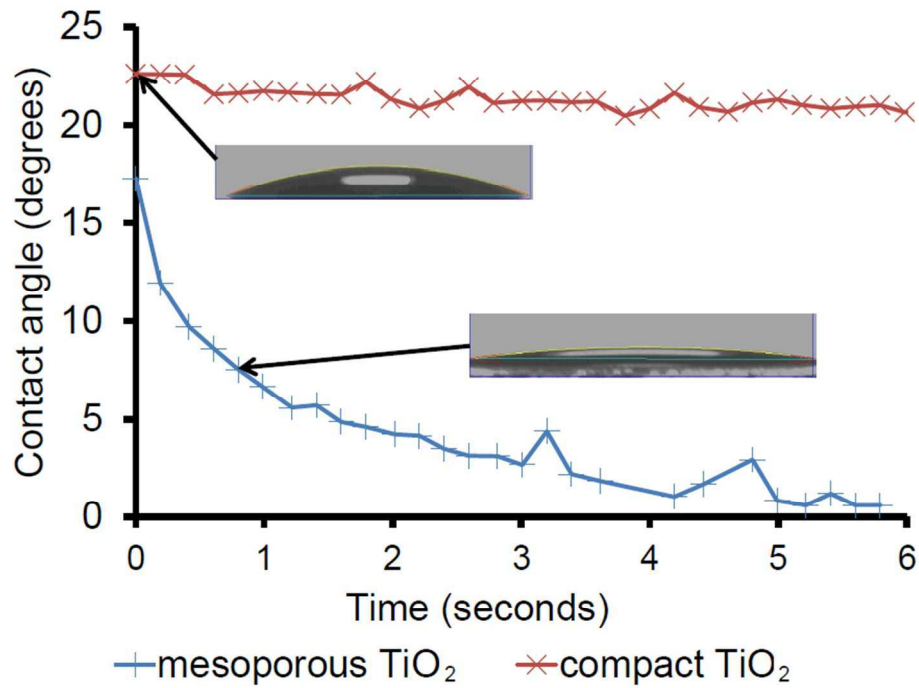 Contact angle (degrees)
25
20
15
10
5
0
0 1 2 3 4 5 6
Time (seconds)
mesoporous TiO₂ compact TiO₂